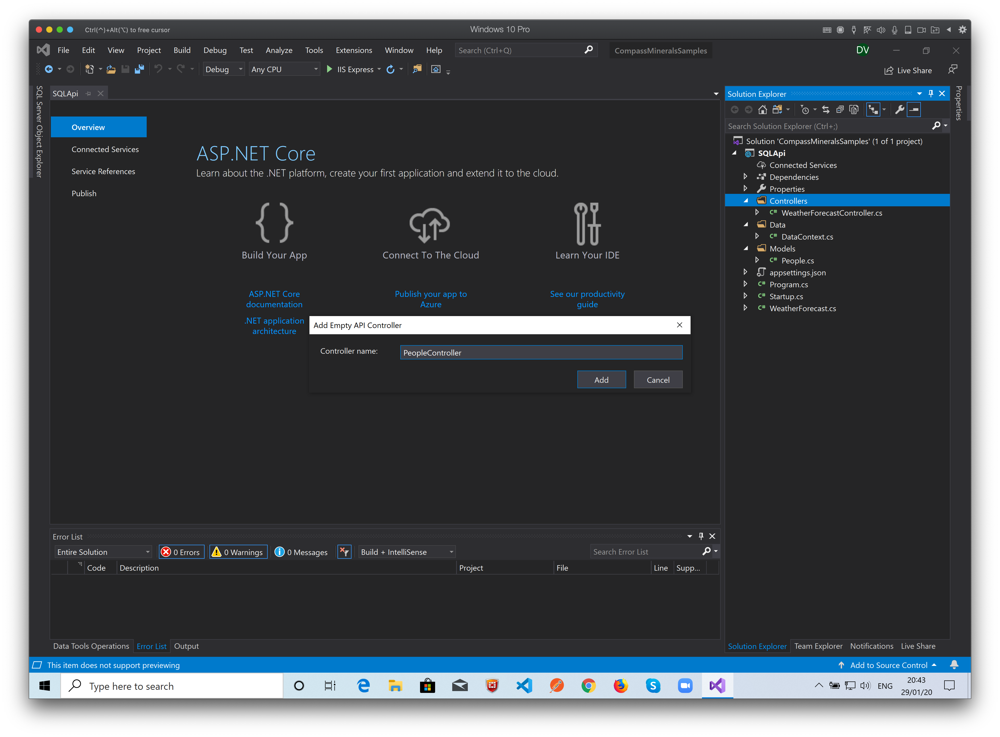 Ctrl(^)+Alt(⌥) to free cursor
Windows 10 Pro
File Edit View Project Build Debug Test Analyze Tools Extensions Window Help
Search (Ctrl+Q)
CompassMineralsSamples
DV
Debug
Any CPU
IIS Express
Live Share
SQL Server Object Explorer
SQLApi
Overview
Connected Services
Service References
Publish
ASP.NET Core
Learn about the .NET platform, create your first application and extend it to the cloud.
Build Your App
Connect To The Cloud
Learn Your IDE
ASP.NET Core
documentation
Publish your app to
Azure
See our productivity
guide
.NET application
architecture
Add Empty API Controller
Controller name:
PeopleController
Add
Cancel
Solution Explorer
Search Solution Explorer (Ctrl+;)
Solution 'CompassMineralsSamples' (1 of 1 project)
SQLApi
Connected Services
Dependencies
Properties
Controllers
C# WeatherForecastController.cs
Data
C# DataContext.cs
Models
C# People.cs
appsettings.json
C# Program.cs
C# Startup.cs
C# WeatherForecast.cs
Properties
Error List
Entire Solution
0 Errors
0 Warnings
0 Messages
Build + IntelliSense
Search Error List
Code Description Project File Line Supp...
Data Tools Operations Error List Output
Solution Explorer Team Explorer Notifications Live Share
This item does not support previewing
Add to Source Control
Type here to search
ENG
20:43
29/01/20